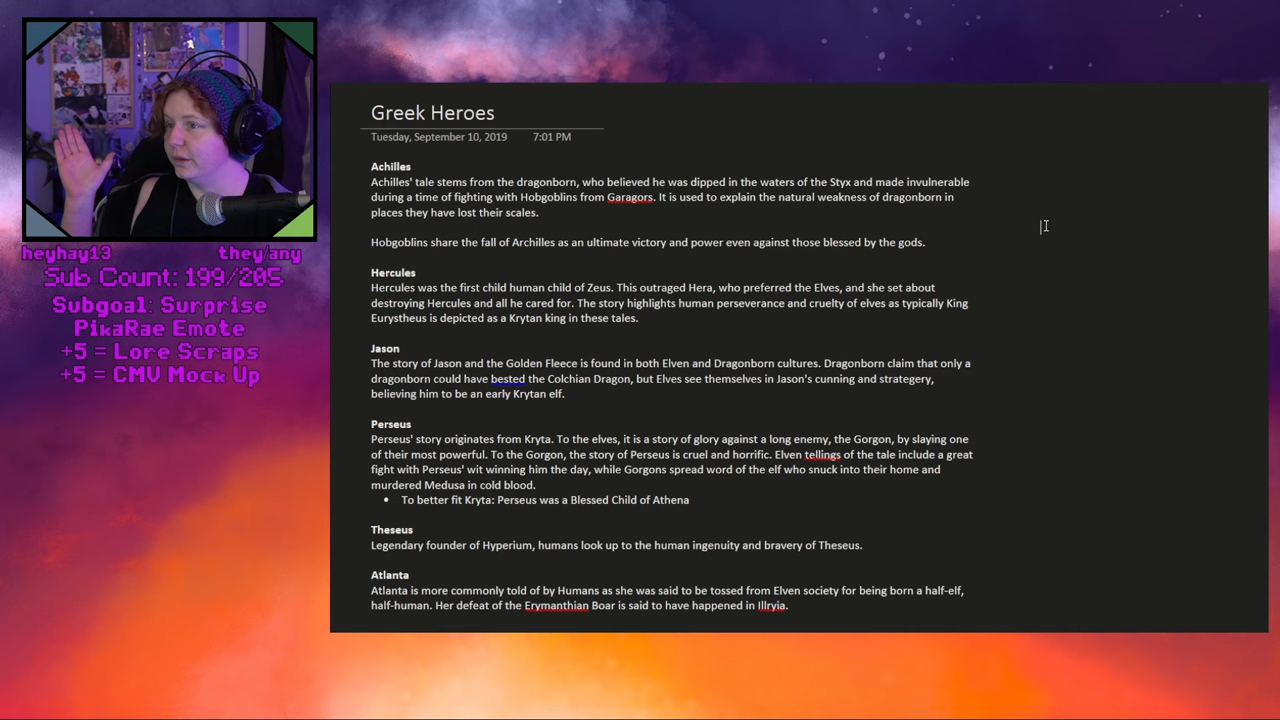 heyhay13 they/any
Sub Count: 199/205
Subgoal: Surprise
PikaRae Emote
+5 = Lore Scraps
+5 = CMV Mock Up
Greek Heroes
Tuesday, September 10, 2019 7:01 PM
Achilles
Achilles' tale stems from the dragonborn, who believed he was dipped in the waters of the Styx and made invulnerable
during a time of fighting with Hobgoblins from Garagors. It is used to explain the natural weakness of dragonborn in
places they have lost their scales.
Hobgoblins share the fall of Archilles as an ultimate victory and power even against those blessed by the gods.
Hercules
Hercules was the first child human child of Zeus. This outraged Hera, who preferred the Elves, and she set about
destroying Hercules and all he cared for. The story highlights human perseverance and cruelty of elves as typically King
Eurystheus is depicted as a Krytan king in these tales.
Jason
The story of Jason and the Golden Fleece is found in both Elven and Dragonborn cultures. Dragonborn claim that only a
dragonborn could have bested the Colchian Dragon, but Elves see themselves in Jason's cunning and strategery,
believing him to be an early Krytan elf.
Perseus
Perseus' story originates from Kryta. To the elves, it is a story of glory against a long enemy, the Gorgon, by slaying one
of their most powerful. To the Gorgon, the story of Perseus is cruel and horrific. Elven tellings of the tale include a great
fight with Perseus' wit winning him the day, while Gorgons spread word of the elf who snuck into their home and
murdered Medusa in cold blood.
• To better fit Kryta: Perseus was a Blessed Child of Athena
Theseus
Legendary founder of Hyperium, humans look up to the human ingenuity and bravery of Theseus.
Atlanta
Atlanta is more commonly told of by Humans as she was said to be tossed from Elven society for being born a half-elf,
half-human. Her defeat of the Erymanthian Boar is said to have happened in Illryia.